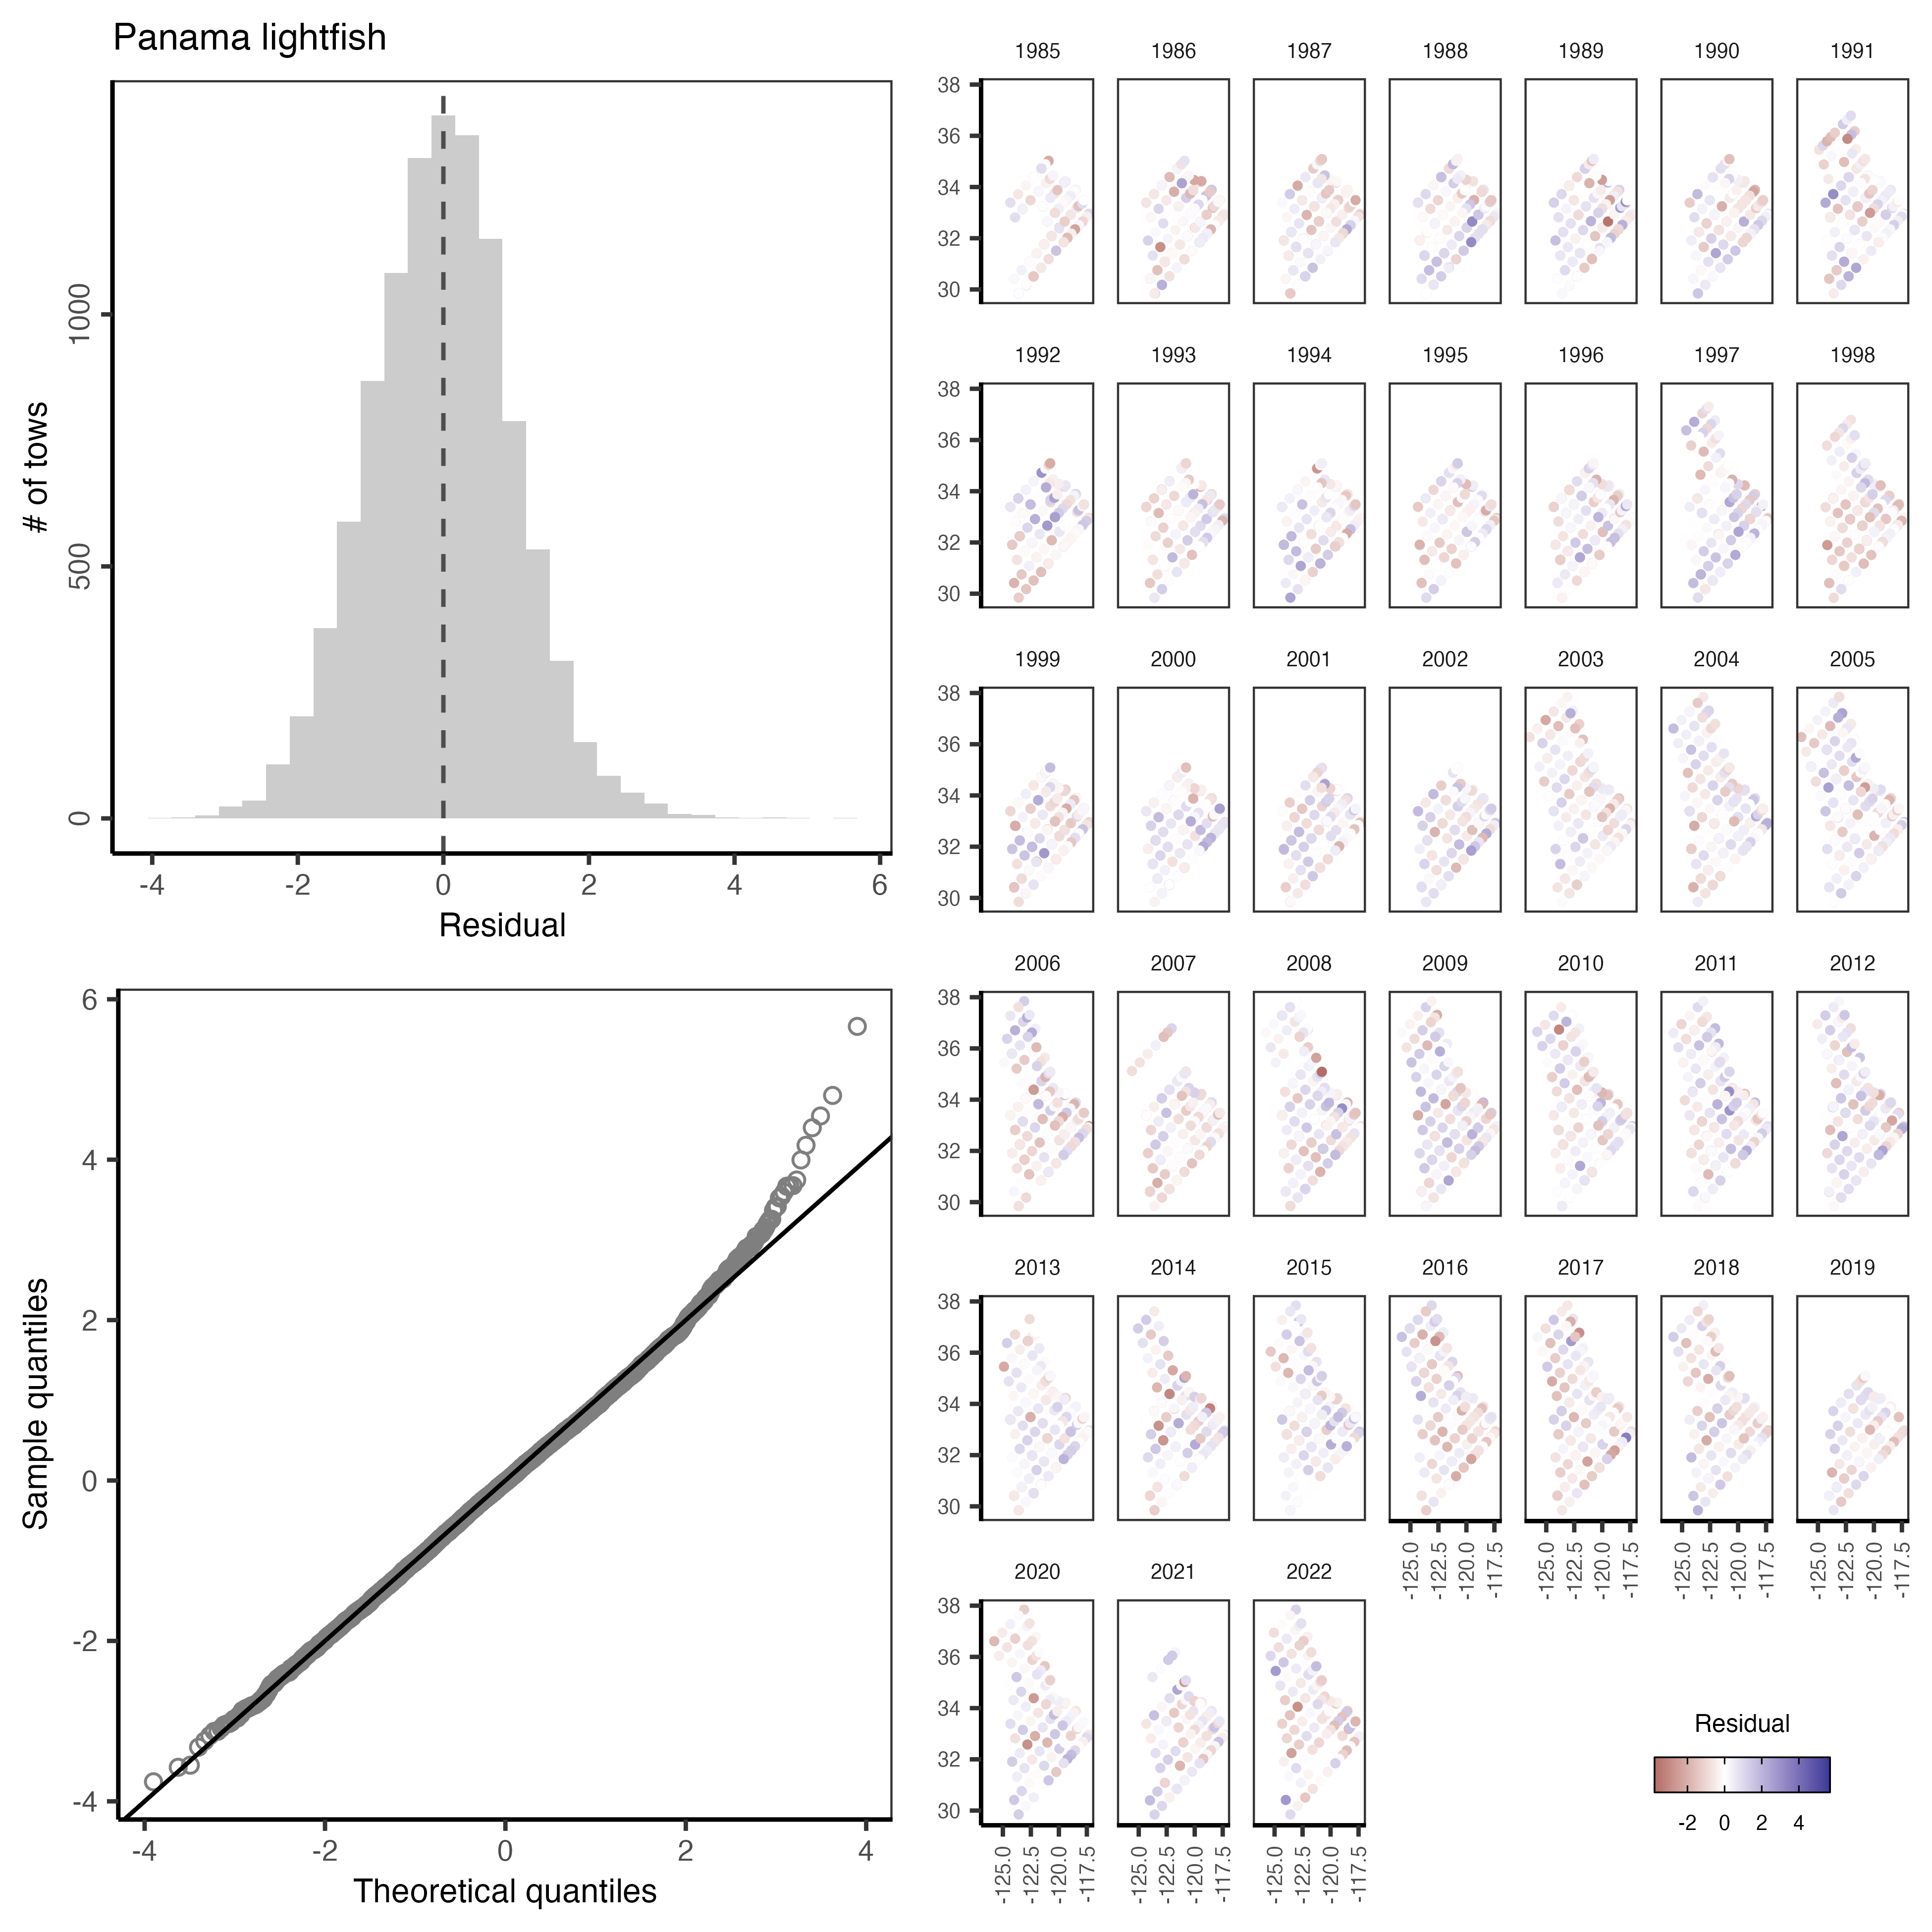 Panama lightfish
# of tows
1000
500
0
-4 -2 0 2 4 6
Residual
6
4
2
0
-2
-4
Sample quantiles
-4 -2 0 2 4
Theoretical quantiles
1985 1986 1987 1988 1989 1990 1991
38
36
34
32
30
1992 1993 1994 1995 1996 1997 1998
38
36
34
32
30
1999 2000 2001 2002 2003 2004 2005
38
36
34
32
30
2006 2007 2008 2009 2010 2011 2012
38
36
34
32
30
2013 2014 2015 2016 2017 2018 2019
38
36
34
32
30
-125.0 -122.5 -120.0 -117.5 -125.0 -122.5 -120.0 -117.5 -125.0 -122.5 -120.0 -117.5 -125.0 -122.5 -120.0 -117.5
2020 2021 2022
38
36
34
32
30
-125.0 -122.5 -120.0 -117.5 -125.0 -122.5 -120.0 -117.5 -125.0 -122.5 -120.0 -117.5
Residual
-2 0 2 4